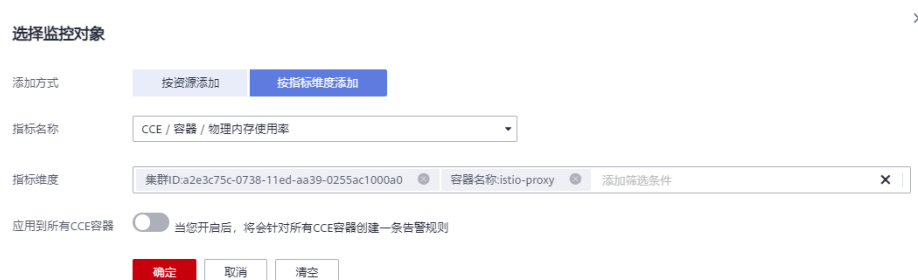 选择监控对象
添加方式 按资源添加 按指标维度添加
指标名称 CCE / 容器 / 物理内存使用率
指标维度 集群ID:a2e3c75c-0738-11ed-aa39-0255ac1000a0 容器名称:istio-proxy 添加筛选条件
应用到所有CCE容器 当您开启后，将会针对所有CCE容器创建一条告警规则
确定 取消 清空